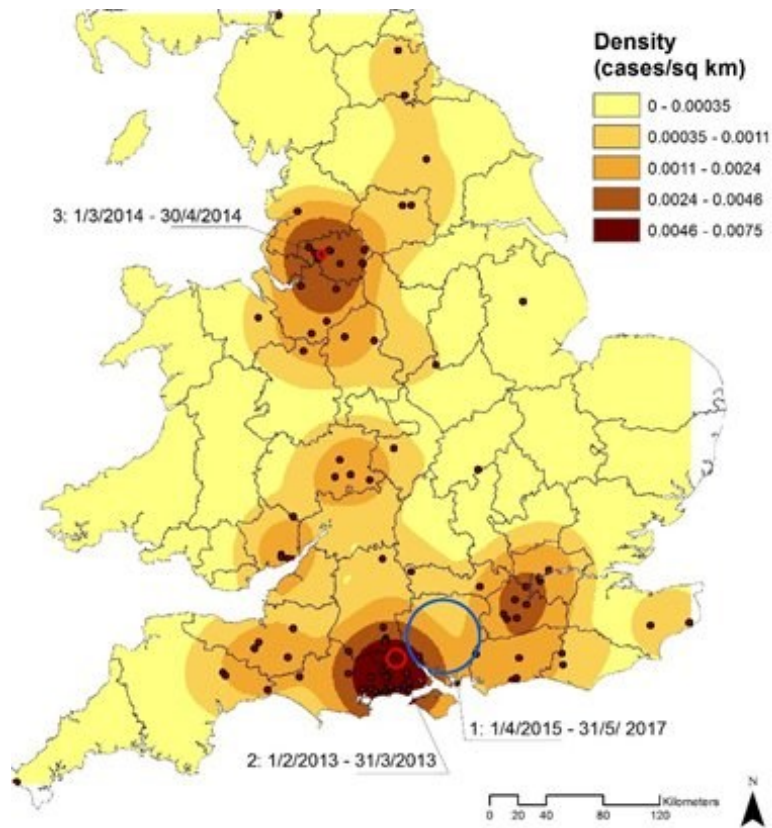 Density
(cases/sq km)
0 - 0.00035
0.00035 - 0.0011
0.0011 - 0.0024
0.0024 - 0.0046
0.0046 - 0.0075
3: 1/3/2014 - 30/4/2014
1: 1/4/2015 - 31/5/ 2017
2: 1/2/2013 - 31/3/2013
N
Kilometers
0 20 40 80 120